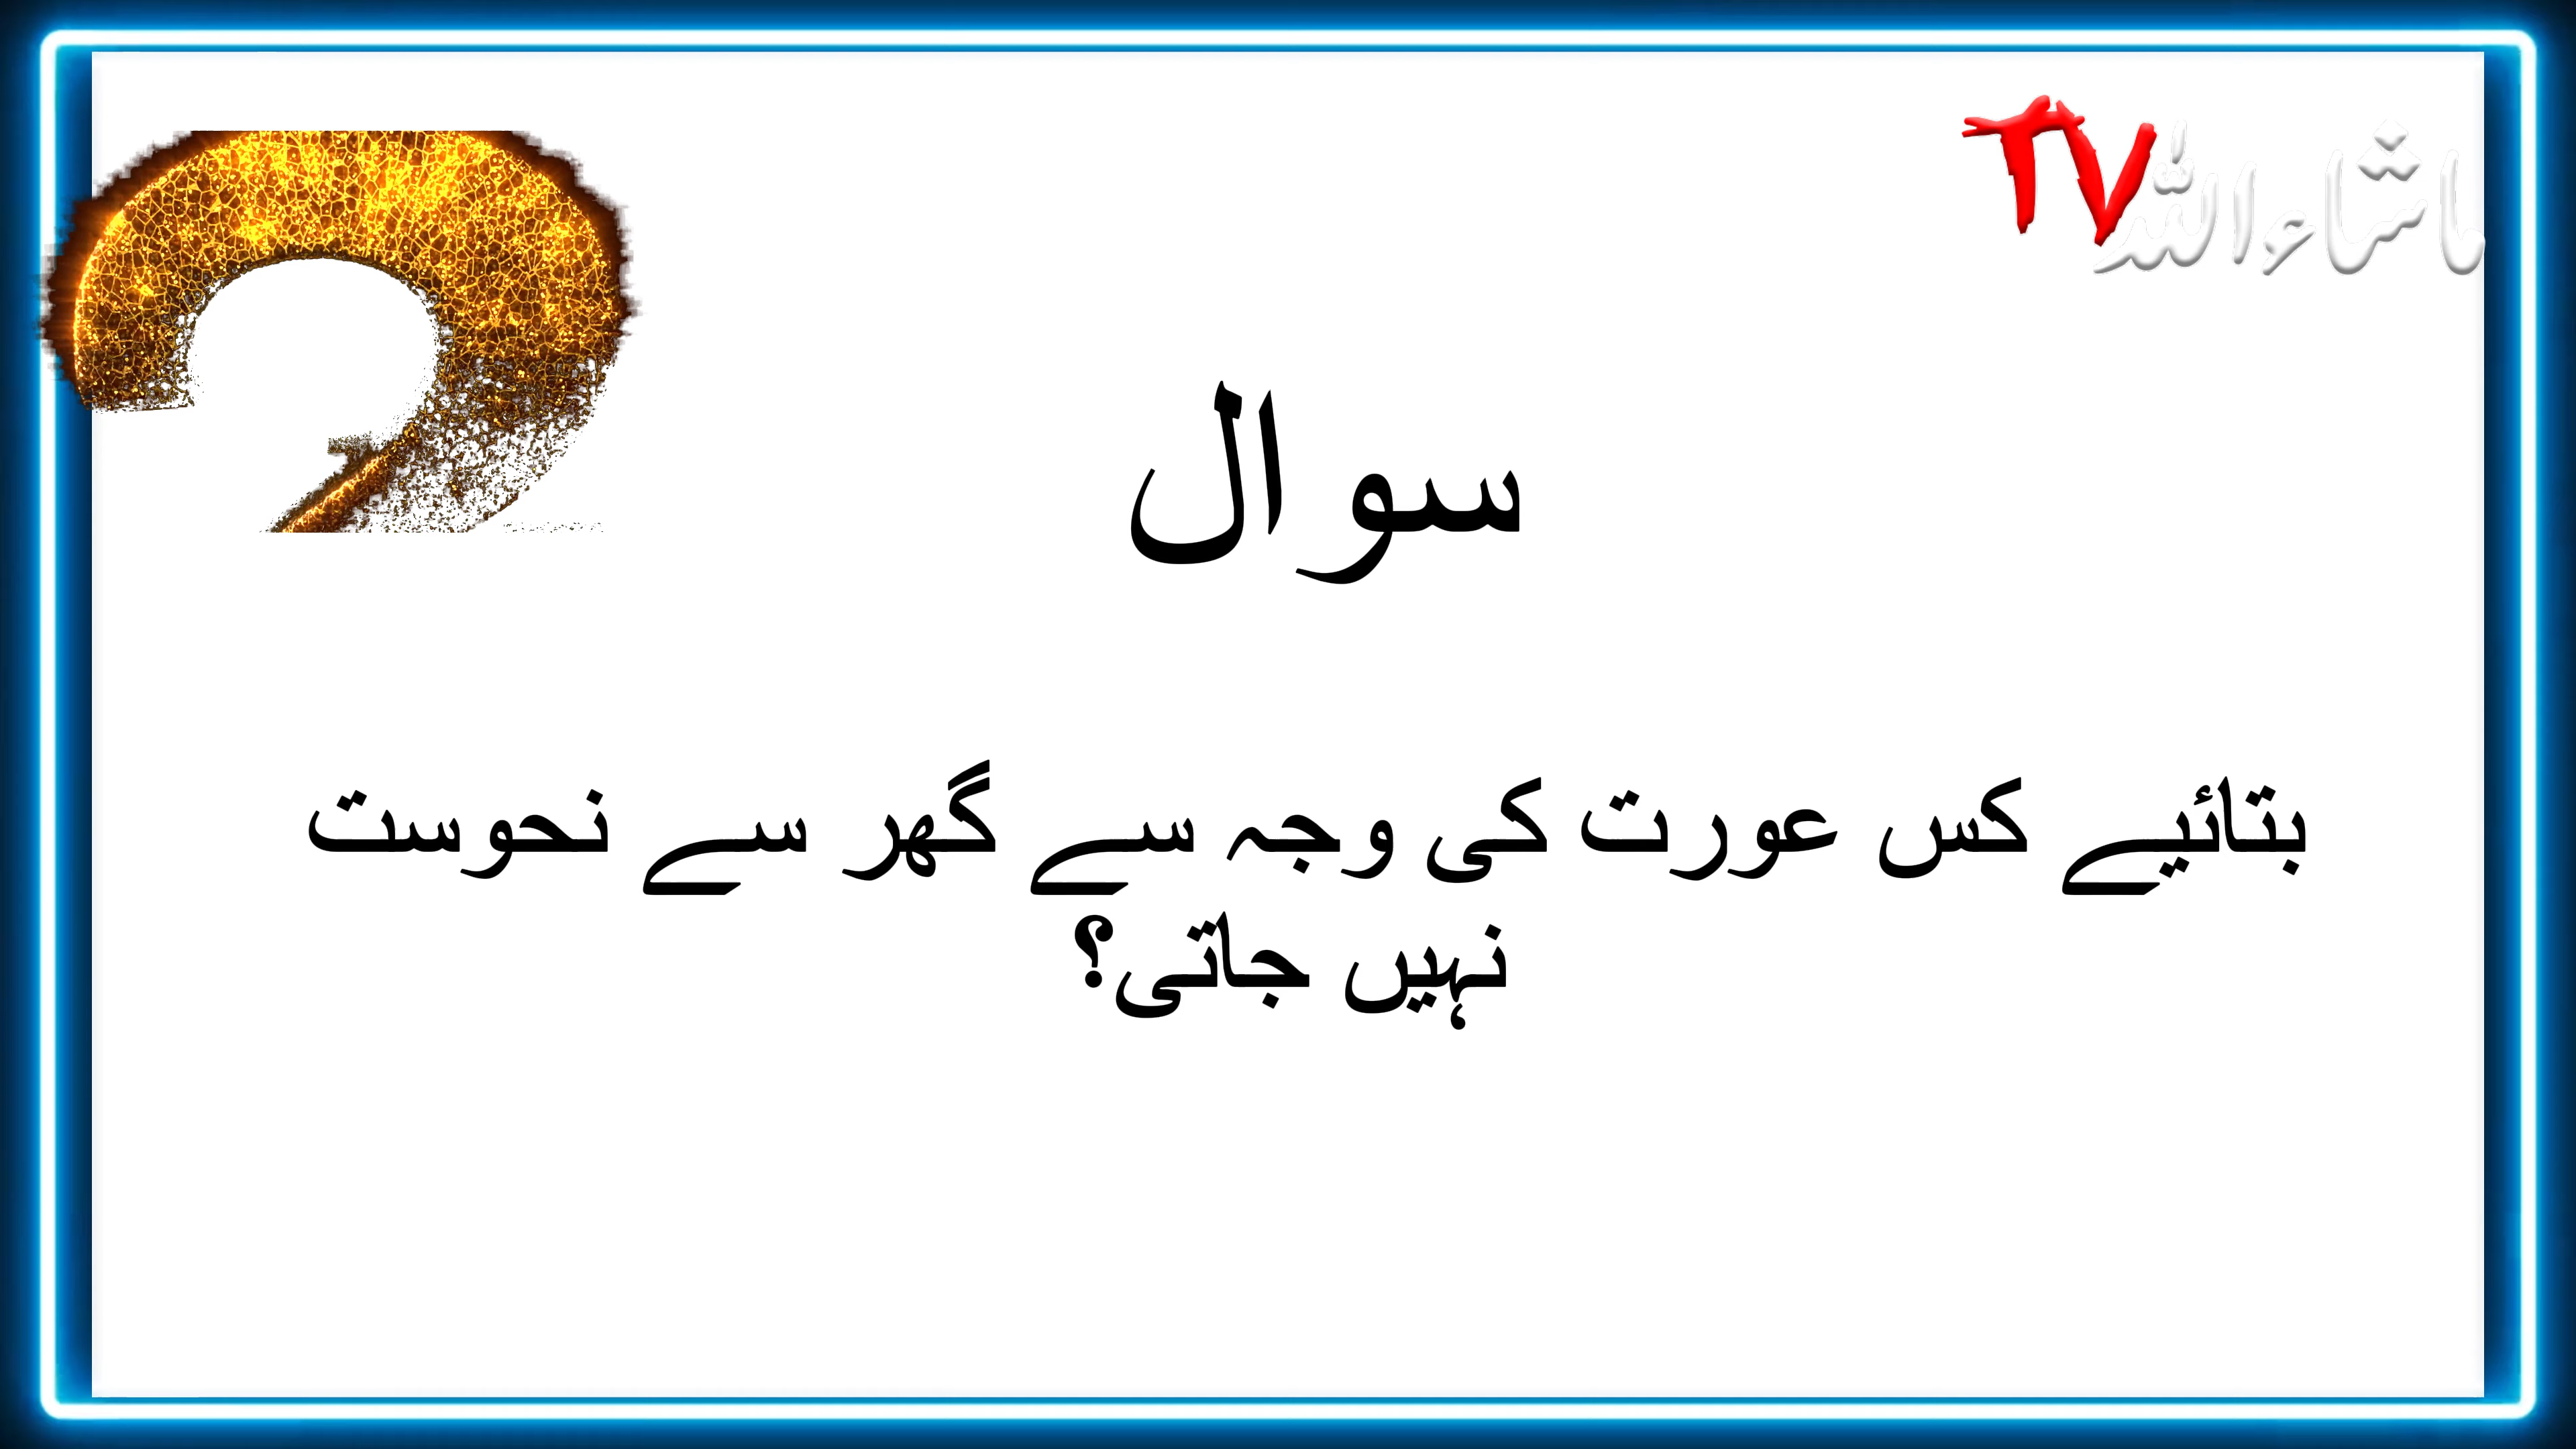 ماشاءاللہ TV
سوال
بتائیے کس عورت کی وجہ سے گھر سے نحوست
نہیں جاتی؟